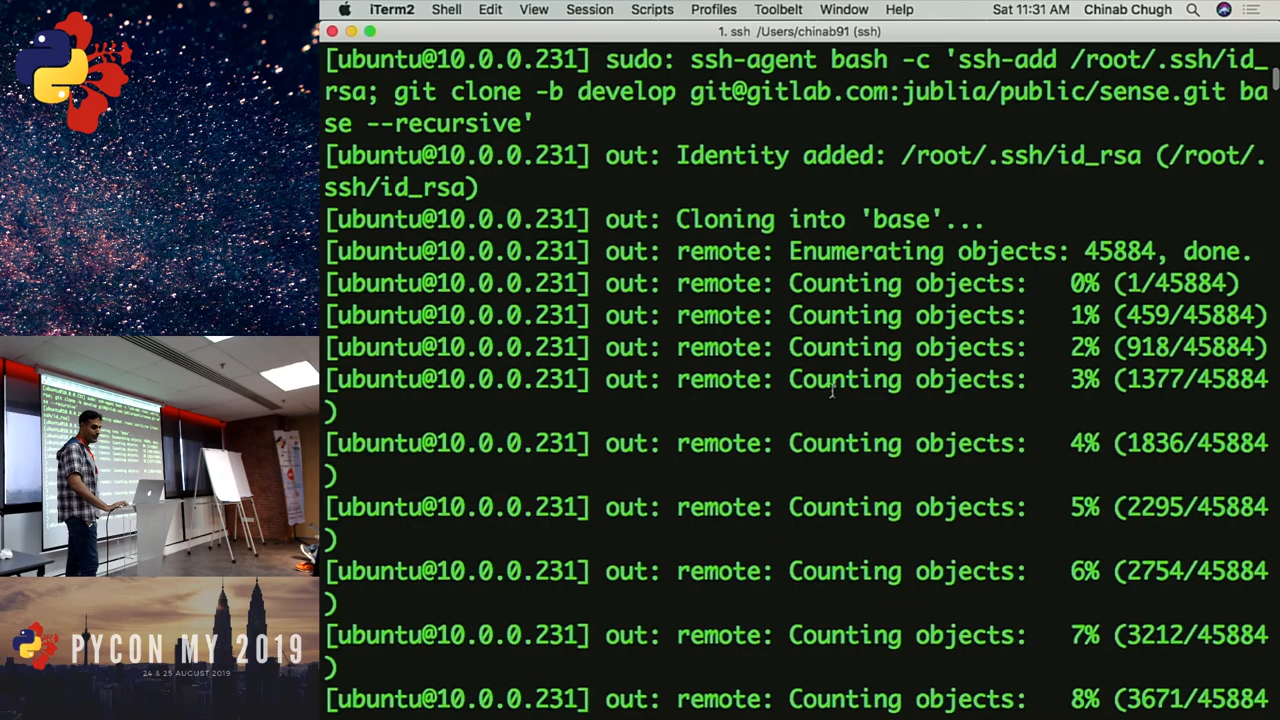 iTerm2 Shell Edit View Session Scripts Profiles Toolbelt Window Help Sat 11:31 AM Chinab Chugh
1. ssh /Users/chinab91 (ssh)
[ubuntu@10.0.0.231] sudo: ssh-agent bash -c 'ssh-add /root/.ssh/id_
rsa; git clone -b develop git@gitlab.com:jublia/public/sense.git ba
se --recursive'
[ubuntu@10.0.0.231] out: Identity added: /root/.ssh/id_rsa (/root/.
ssh/id_rsa)
[ubuntu@10.0.0.231] out: Cloning into 'base'...
[ubuntu@10.0.0.231] out: remote: Enumerating objects: 45884, done.
[ubuntu@10.0.0.231] out: remote: Counting objects:   0% (1/45884)
[ubuntu@10.0.0.231] out: remote: Counting objects:   1% (459/45884)
[ubuntu@10.0.0.231] out: remote: Counting objects:   2% (918/45884)
[ubuntu@10.0.0.231] out: remote: Counting objects:   3% (1377/45884
)
[ubuntu@10.0.0.231] out: remote: Counting objects:   4% (1836/45884
)
[ubuntu@10.0.0.231] out: remote: Counting objects:   5% (2295/45884
)
[ubuntu@10.0.0.231] out: remote: Counting objects:   6% (2754/45884
)
[ubuntu@10.0.0.231] out: remote: Counting objects:   7% (3212/45884
)
[ubuntu@10.0.0.231] out: remote: Counting objects:   8% (3671/45884
PYCON MY 2019
24 & 25 AUGUST 2019